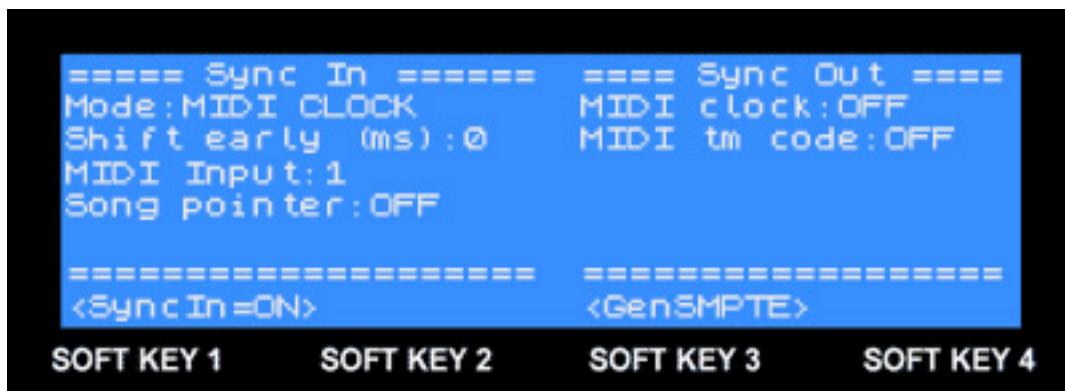 ===== Sync In ====== ==== Sync Out ====
Mode:MIDI CLOCK MIDI clock:OFF
Shift early (ms):0 MIDI tm code:OFF
MIDI Input:1
Song pointer:OFF
==================== ==================
<SyncIn=ON> <GenSMPTE>
SOFT KEY 1 SOFT KEY 2 SOFT KEY 3 SOFT KEY 4